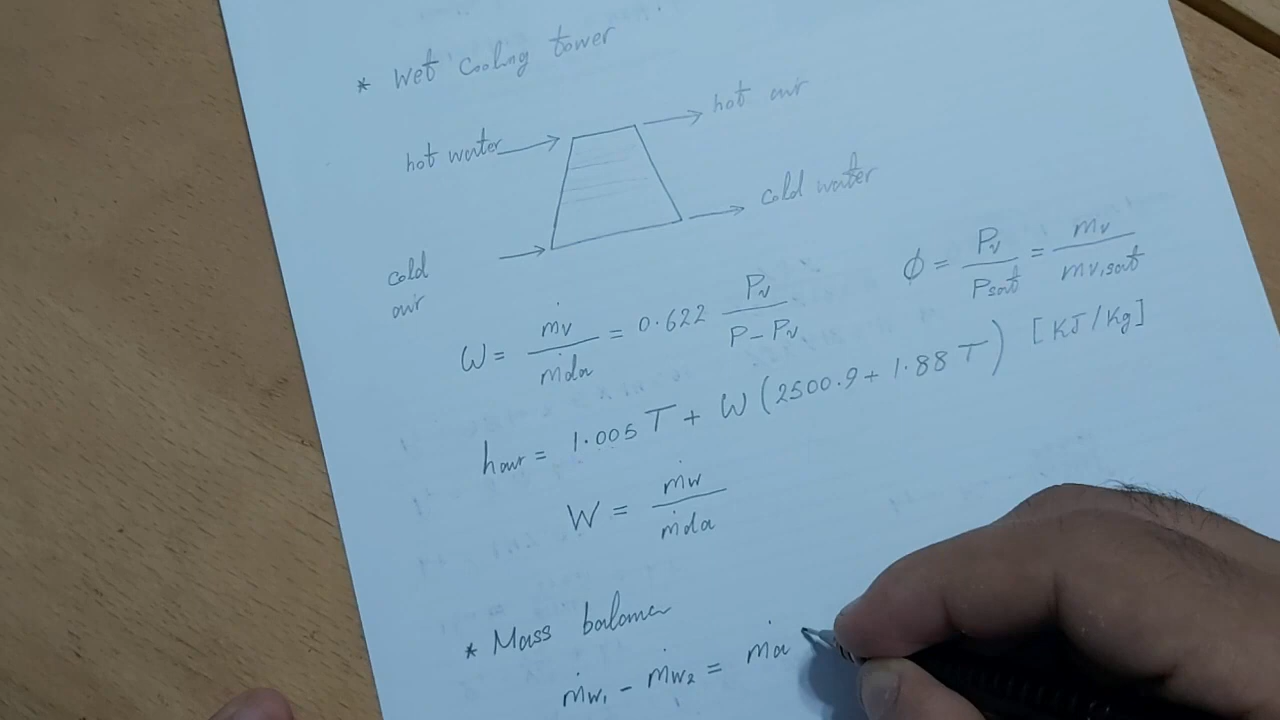 * Wet Cooling tower
hot air
hot water
cold water
cold
air
ω = ṁv / ṁda = 0.622 Pv / P - Pv
ϕ = Pv / Psat = mv / mv,sat
hair = 1.005 T + ω (2500.9 + 1.88 T) [KJ/Kg]
W = ṁw / ṁda
* Mass balance
ṁw1 - ṁw2 = ṁa